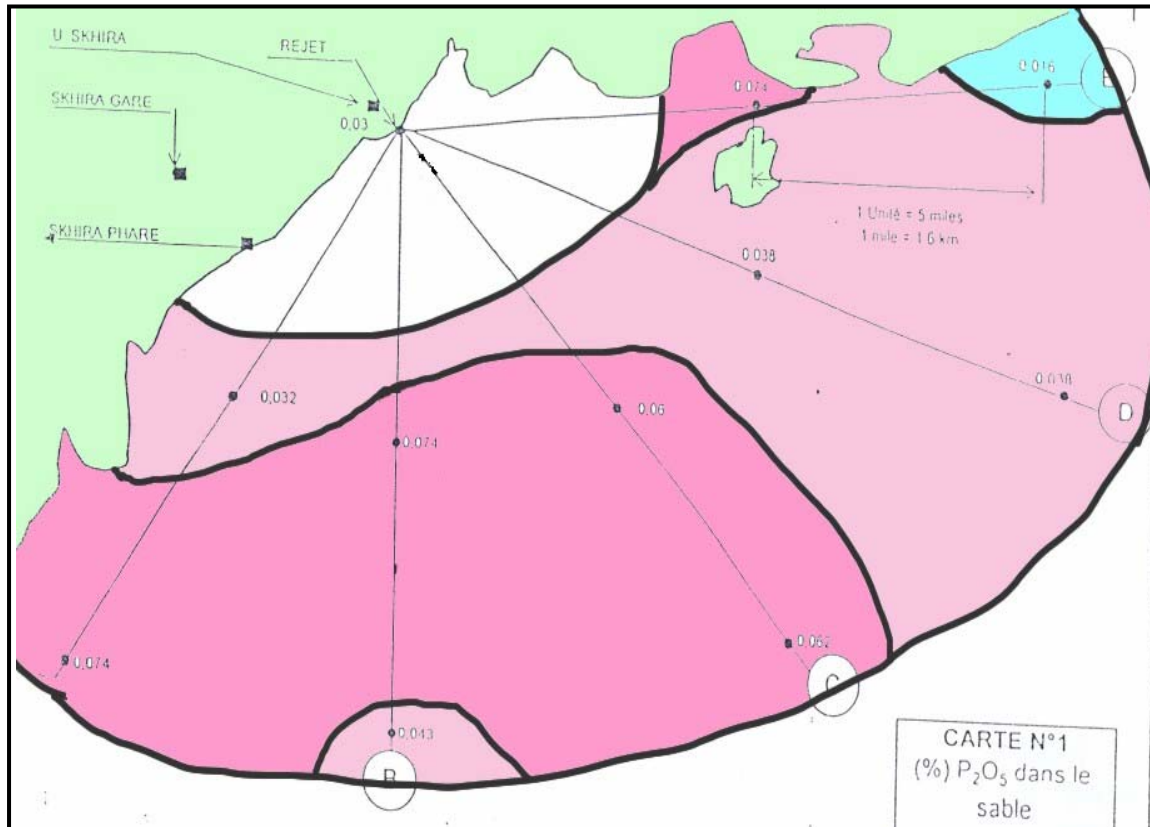 U. SKHIRA
REJET
SKHIRA GARE
0,03
0.074
0.016
E
SKHIRA PHARE
1 Unité = 5 miles
1 mile = 1.6 km
0.038
0.038
D
0,032
0,06
0,074
0,074
0,062
C
0,043
B
CARTE N°1
(%) P₂O₅ dans le
sable